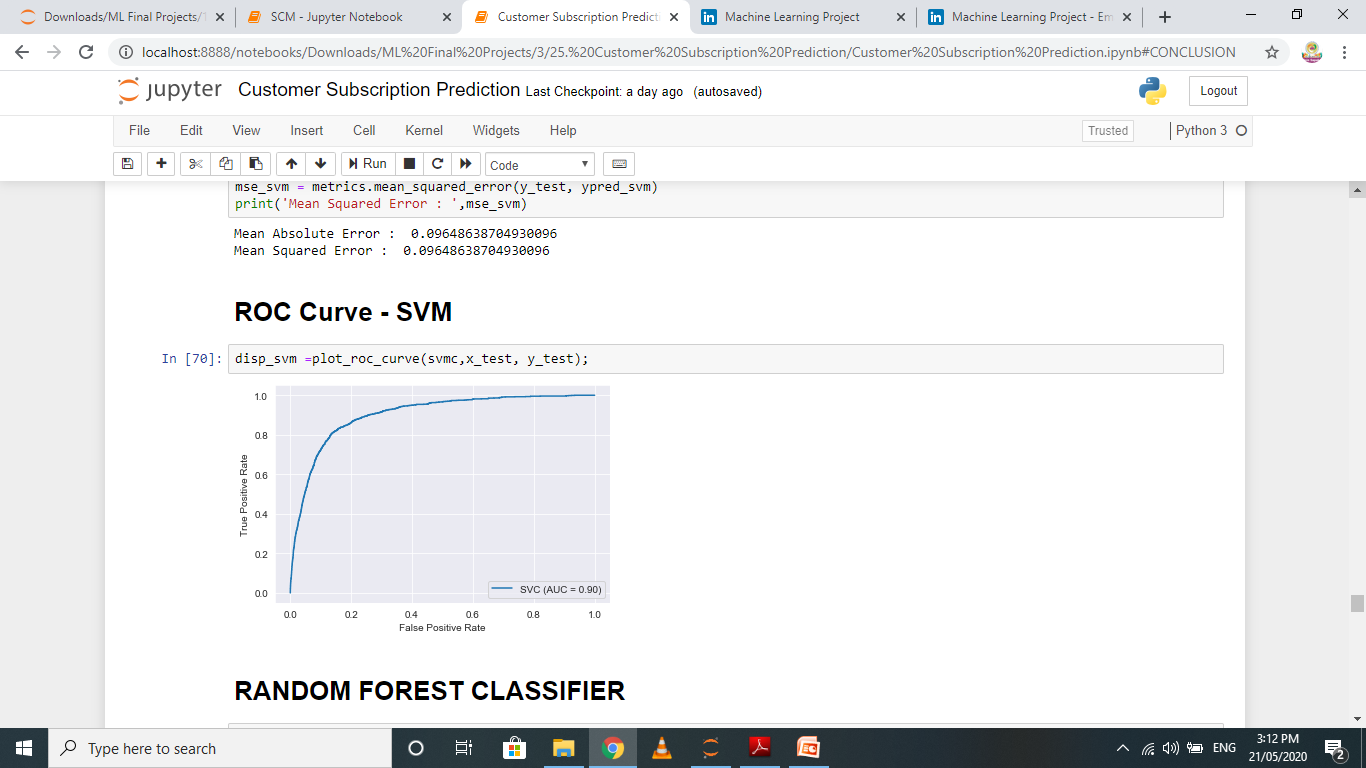 Downloads/ML Final Projects/1
SCM - Jupyter Notebook
Customer Subscription Predict
Machine Learning Project
Machine Learning Project - Em
localhost:8888/notebooks/Downloads/ML%20Final%20Projects/3/25.%20Customer%20Subscription%20Prediction/Customer%20Subscription%20Prediction.ipynb#CONCLUSION
jupyter Customer Subscription Prediction Last Checkpoint: a day ago (autosaved)
Logout
File Edit View Insert Cell Kernel Widgets Help
Trusted
Python 3
Run
Code
mse_svm = metrics.mean_squared_error(y_test, ypred_svm)
print('Mean Squared Error : ',mse_svm)
Mean Absolute Error :  0.09648638704930096
Mean Squared Error :  0.09648638704930096
ROC Curve - SVM
In [70]: disp_svm =plot_roc_curve(svmc,x_test, y_test);
1.0
0.8
0.6
0.4
0.2
0.0
True Positive Rate
SVC (AUC = 0.90)
0.0 0.2 0.4 0.6 0.8 1.0
False Positive Rate
RANDOM FOREST CLASSIFIER
Type here to search
ENG
3:12 PM
21/05/2020
2